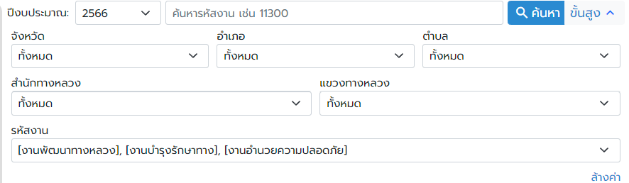 ปีงบประมาณ: 2566 ค้นหารหัสงาน เช่น 11300 ค้นหา ขั้นสูง
จังหวัด อำเภอ ตำบล
ทั้งหมด ทั้งหมด ทั้งหมด
สำนักทางหลวง แขวงทางหลวง
ทั้งหมด ทั้งหมด
รหัสงาน
[งานพัฒนาทางหลวง], [งานบำรุงรักษาทาง], [งานอำนวยความปลอดภัย]
ล้างค่า